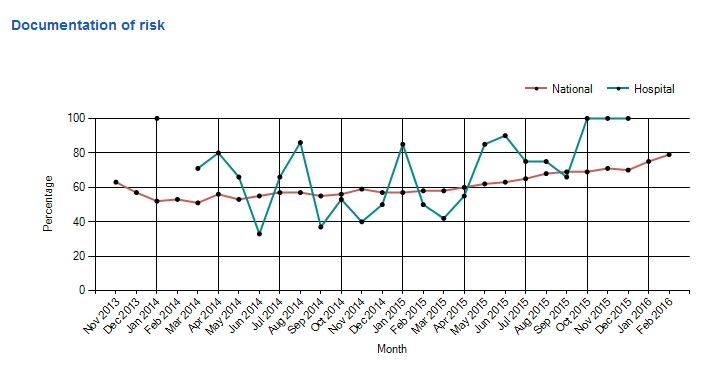 Documentation of risk
National
Hospital
100
80
60
40
20
0
Percentage
Nov 2013
Dec 2013
Jan 2014
Feb 2014
Mar 2014
Apr 2014
May 2014
Jun 2014
Jul 2014
Aug 2014
Sep 2014
Oct 2014
Nov 2014
Dec 2014
Jan 2015
Feb 2015
Mar 2015
Apr 2015
May 2015
Jun 2015
Jul 2015
Aug 2015
Sep 2015
Oct 2015
Nov 2015
Dec 2015
Jan 2016
Feb 2016
Month